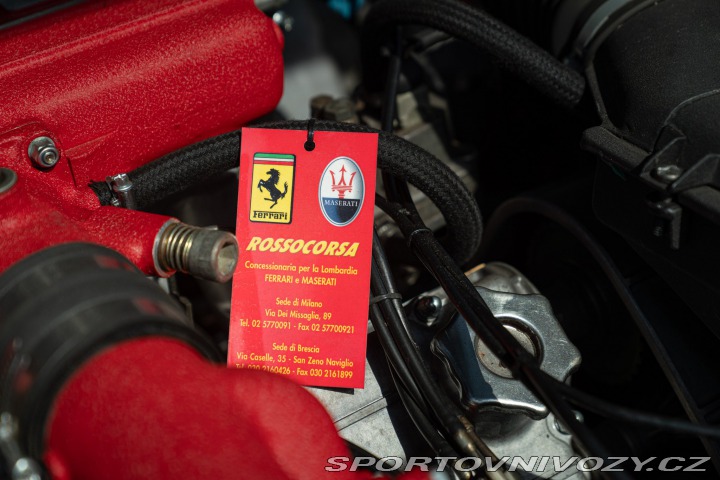 Ferrari
MASERATI
ROSSOCORSA
Concessionaria per la Lombardia
FERRARI e MASERATI
Sede di Milano
Via Dei Missaglia, 89
Tel. 02 5770091 - Fax 02 57700921
Sede di Brescia
Via Caselle, 35 - San Zeno Naviglio
Tel 030 2160426 - Fax 030 2161899
SPORTOVNIVOZY.CZ